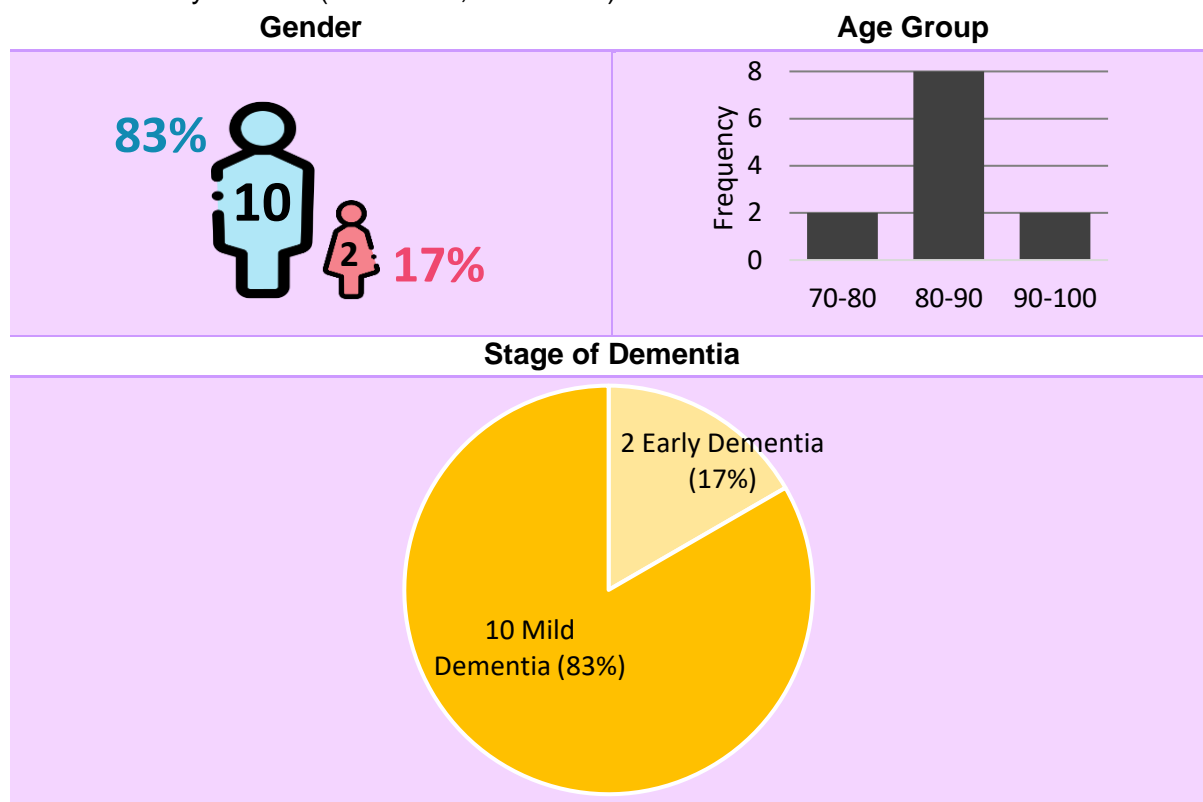 Gender
Age Group
83%
10
2
17%
Frequency
8
6
4
2
0
70-80 80-90 90-100
Stage of Dementia
2 Early Dementia
(17%)
10 Mild
Dementia (83%)